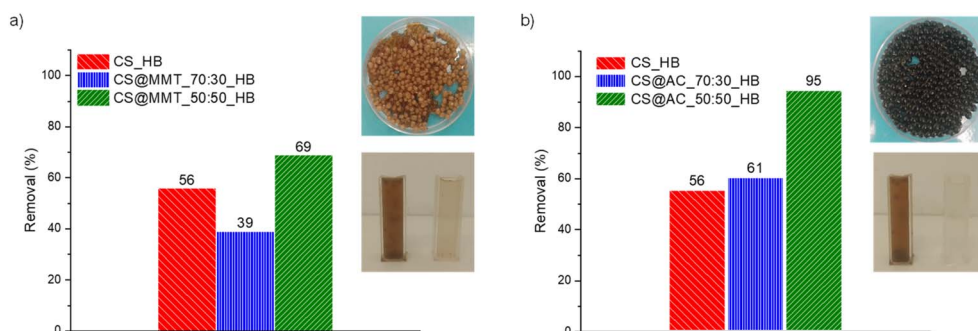 a)
CS_HB
CS@MMT_70:30_HB
CS@MMT_50:50_HB
Removal (%)
100
80
60
40
20
0
56
39
69
b)
CS_HB
CS@AC_70:30_HB
CS@AC_50:50_HB
Removal (%)
100
80
60
40
20
0
56
61
95